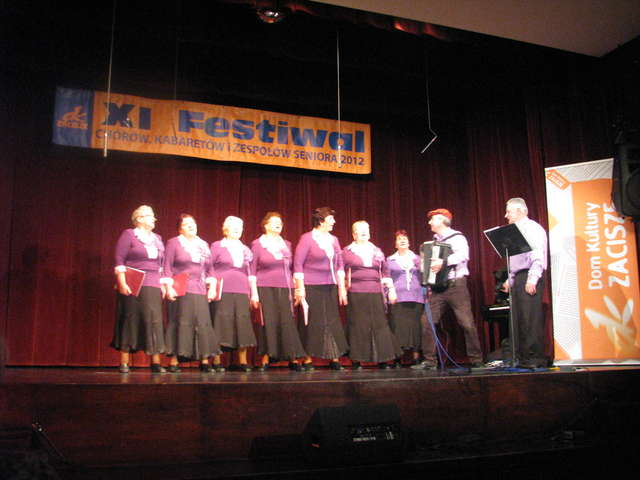 XI Festiwal
CHÓRÓW, KABARETÓW I ZESPOŁÓW SENIORA 2012
Dom Kultury
ZACISZE